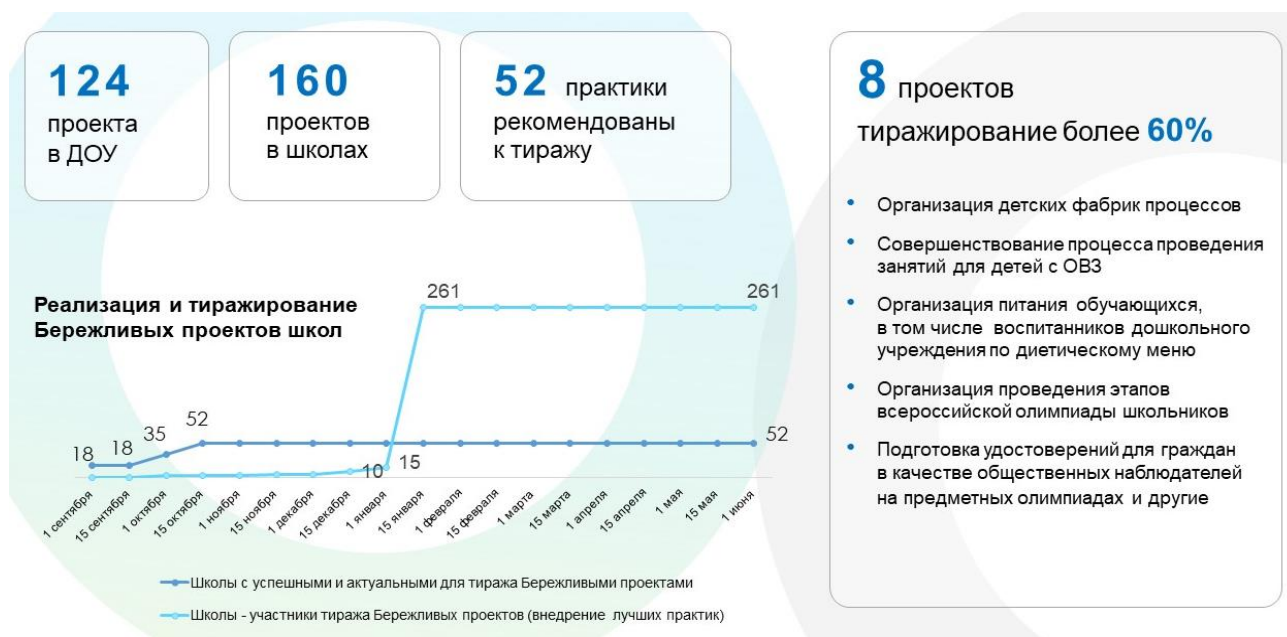 124
проекта
в ДОУ
160
проектов
в школах
52 практики
рекомендованы
к тиражу
Реализация и тиражирование
Бережливых проектов школ
18
18
35
52
10
15
261
261
52
1 сентября
15 сентября
1 октября
15 октября
1 ноября
15 ноября
1 декабря
15 декабря
1 января
15 января
1 февраля
15 февраля
1 марта
15 марта
1 апреля
15 апреля
1 мая
15 мая
1 июня
Школы с успешными и актуальными для тиража Бережливыми проектами
Школы - участники тиража Бережливых проектов (внедрение лучших практик)
8 проектов
тиражирование более 60%
• Организация детских фабрик процессов
• Совершенствование процесса проведения
занятий для детей с ОВЗ
• Организация питания обучающихся,
в том числе воспитанников дошкольного
учреждения по диетическому меню
• Организация проведения этапов
всероссийской олимпиады школьников
• Подготовка удостоверений для граждан
в качестве общественных наблюдателей
на предметных олимпиадах и другие